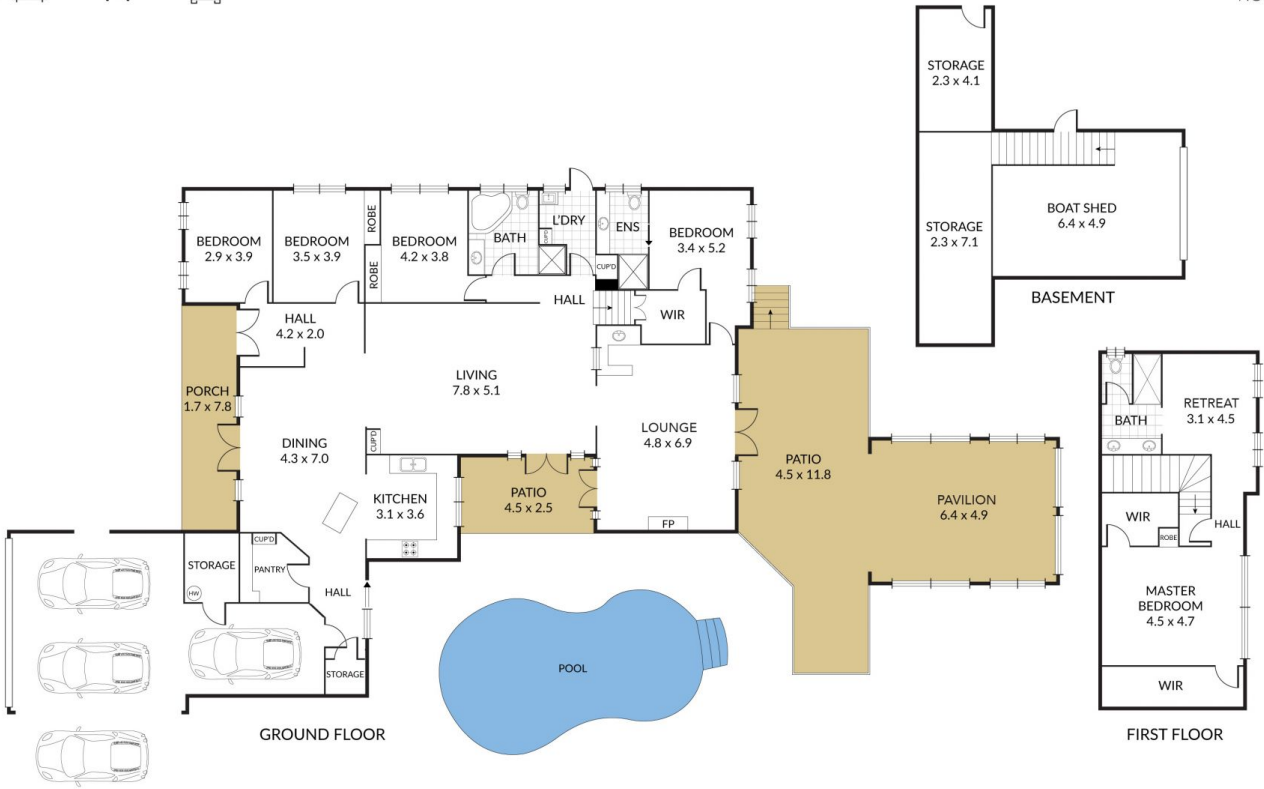 STORAGE
2.3 x 4.1
STORAGE
2.3 x 7.1
BOAT SHED
6.4 x 4.9
BASEMENT
BEDROOM
2.9 x 3.9
BEDROOM
3.5 x 3.9
ROBE
ROBE
BEDROOM
4.2 x 3.8
BATH
L'DRY
CUP'D
ENS
CUP'D
BEDROOM
3.4 x 5.2
HALL
4.2 x 2.0
HALL
WIR
PORCH
1.7 x 7.8
LIVING
7.8 x 5.1
DINING
4.3 x 7.0
CUP'D
LOUNGE
4.8 x 6.9
KITCHEN
3.1 x 3.6
PATIO
4.5 x 2.5
FP
PATIO
4.5 x 11.8
PAVILION
6.4 x 4.9
STORAGE
HW
CUP'D
PANTRY
HALL
STORAGE
POOL
GROUND FLOOR
BATH
RETREAT
3.1 x 4.5
WIR
ROBE
HALL
MASTER
BEDROOM
4.5 x 4.7
WIR
FIRST FLOOR